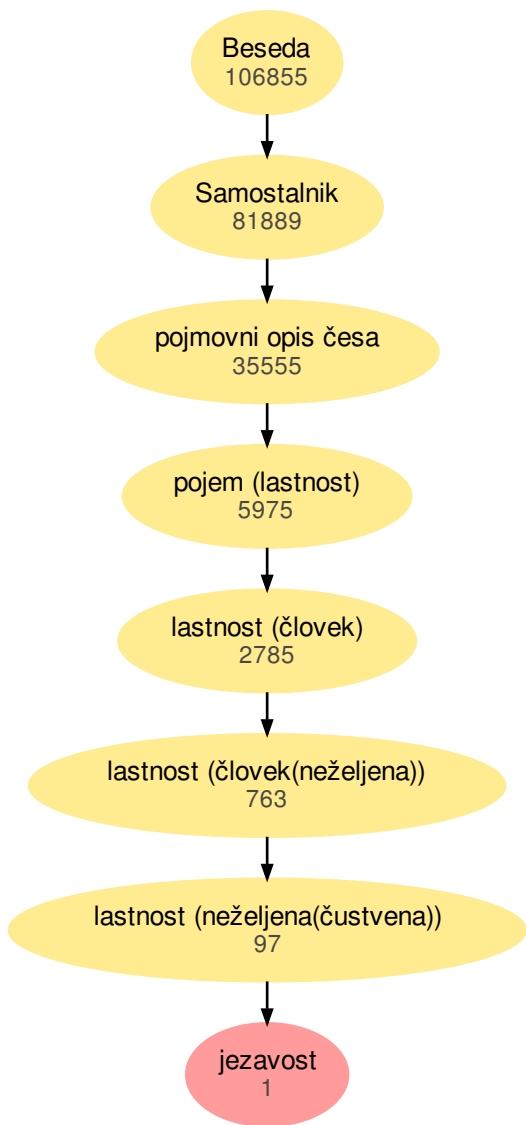 Beseda
106855
Samostalnik
81889
pojmovni opis česa
35555
pojem (lastnost)
5975
lastnost (človek)
2785
lastnost (človek(neželjena))
763
lastnost (neželjena(čustvena))
97
jezavost
1